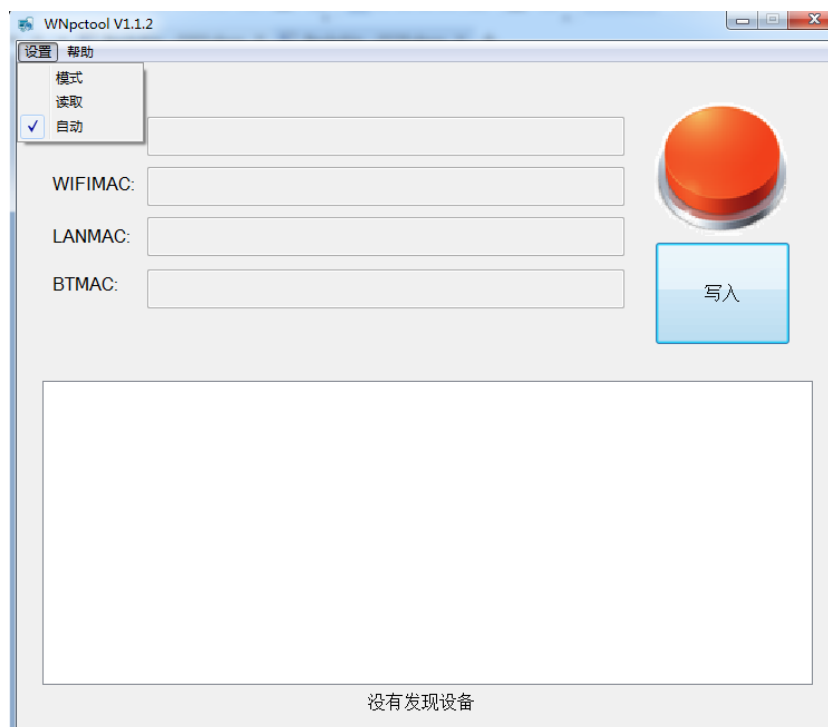 WNpctool V1.1.2
设置 帮助
模式
读取
✓ 自动
WIFIMAC:
LANMAC:
BTMAC:
写入
没有发现设备